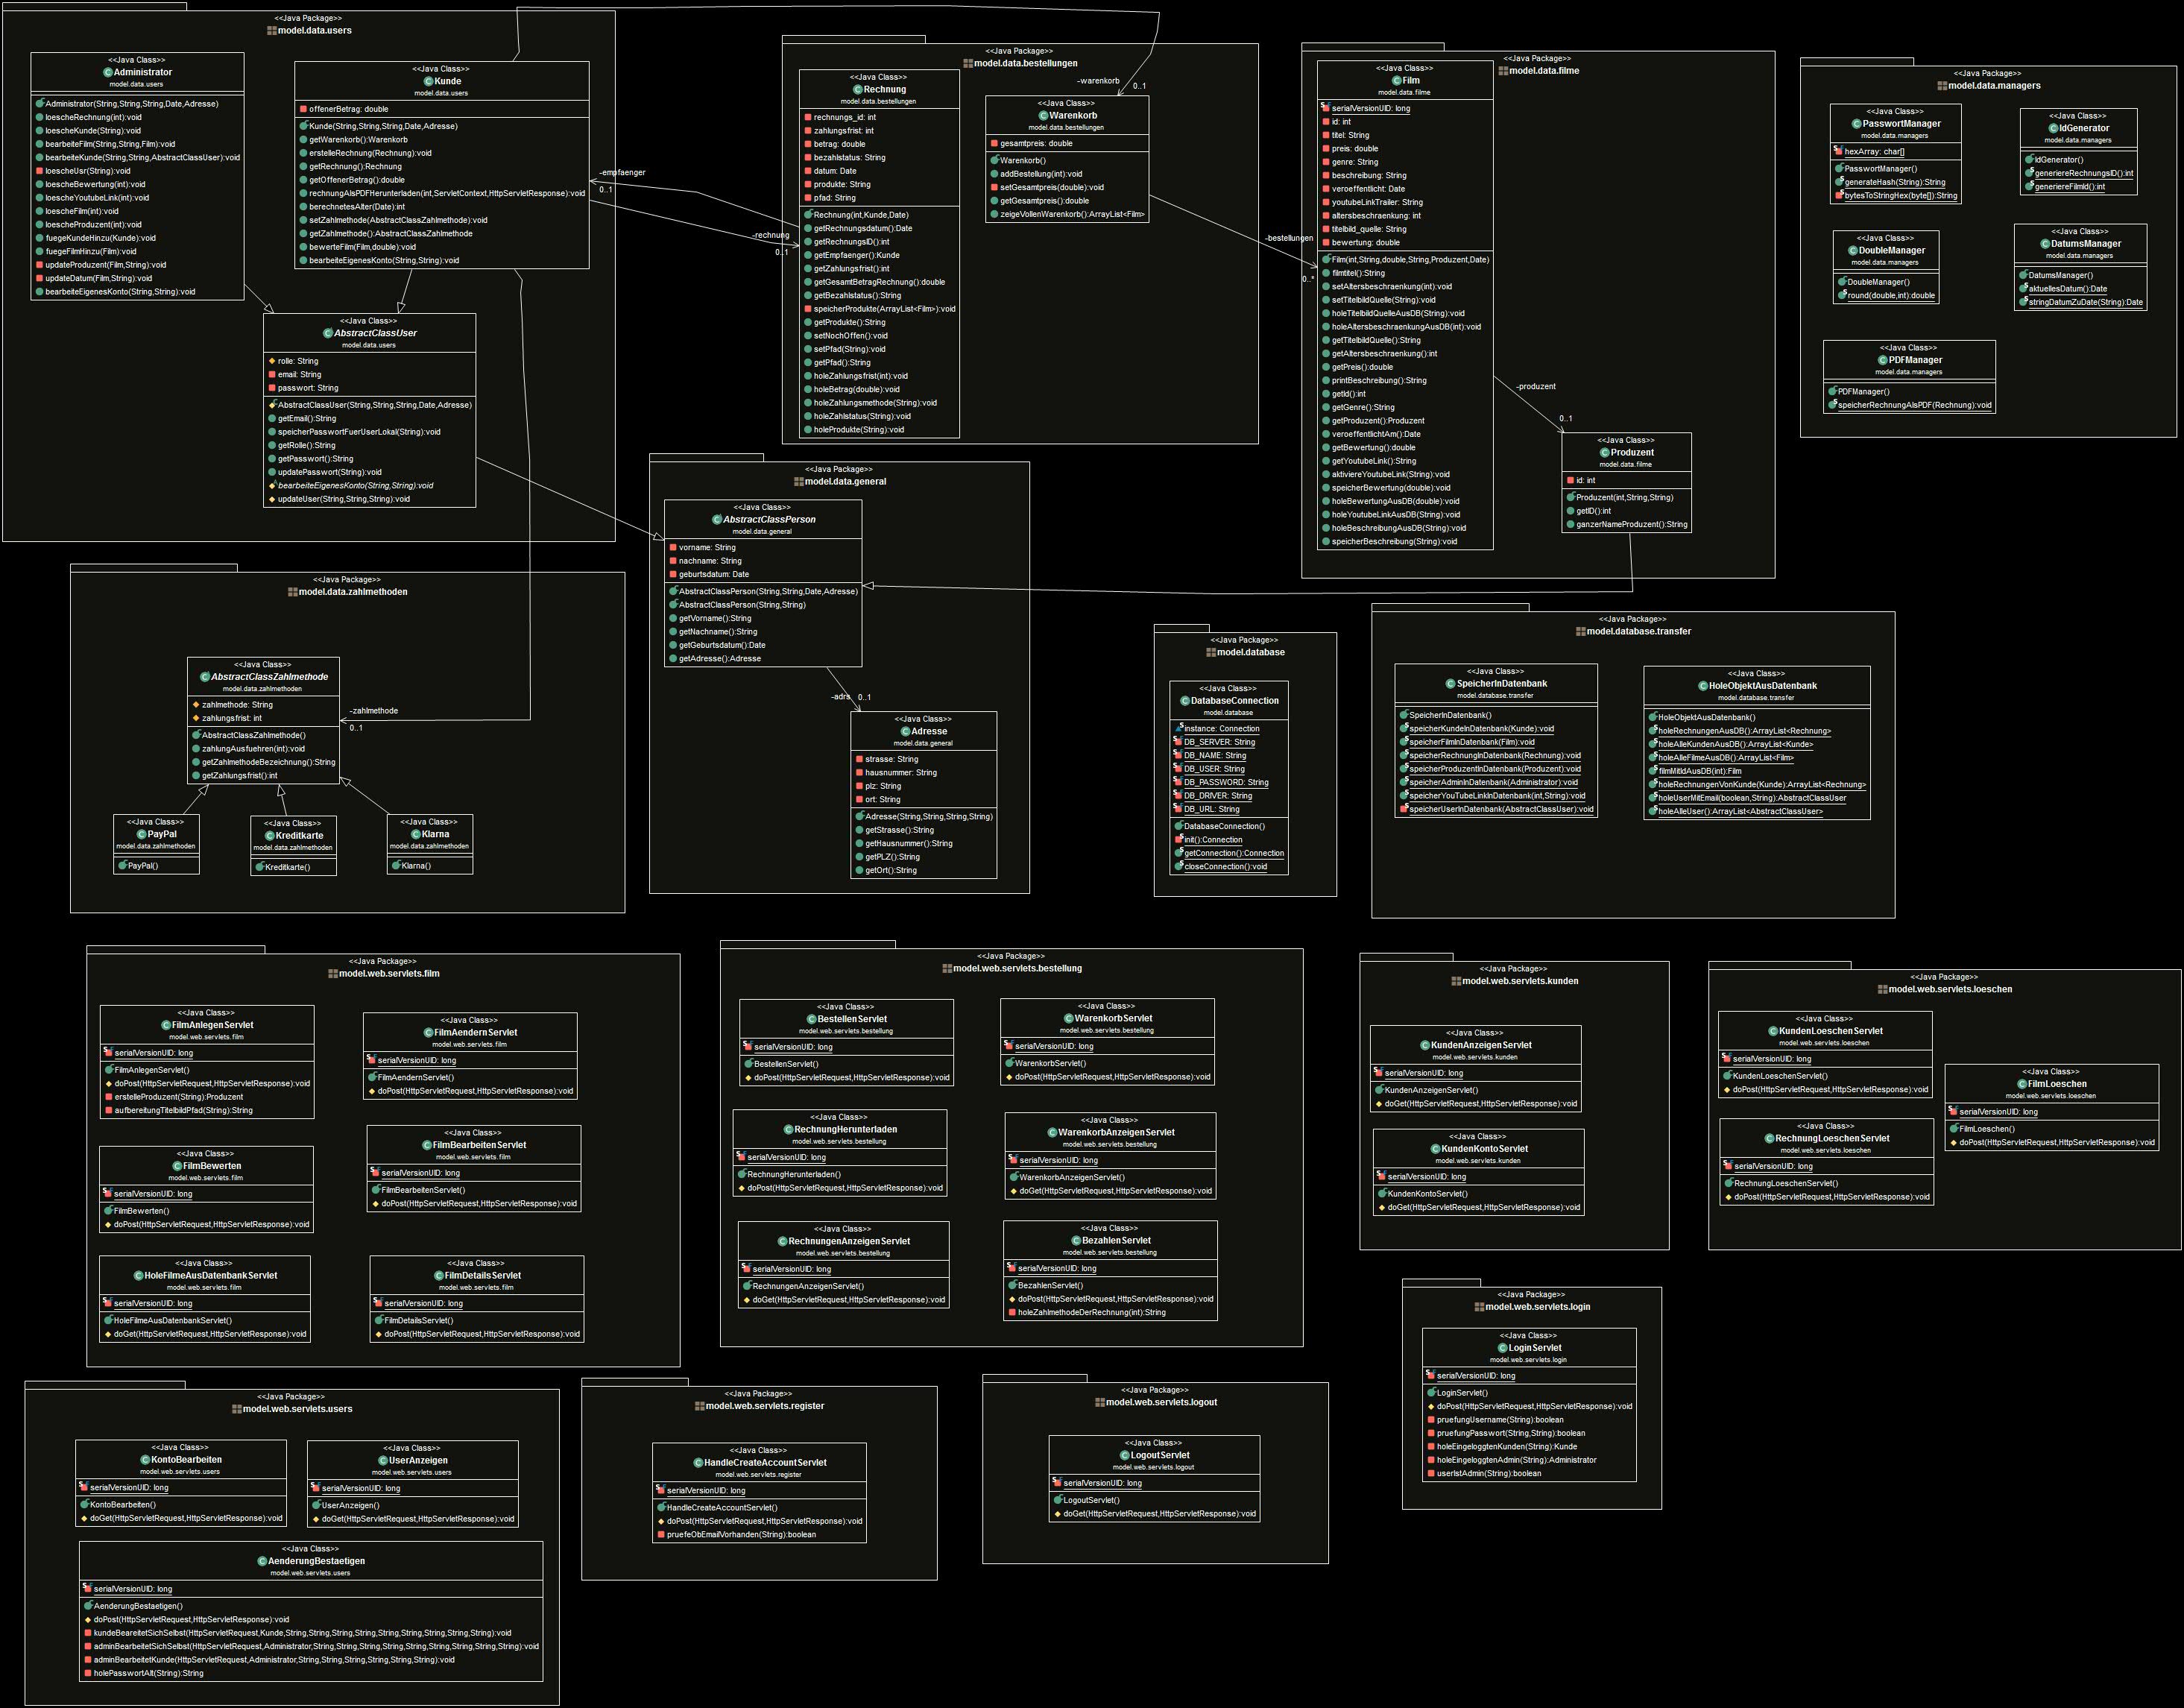 <<Java Package>>
model.data.users
<<Java Class>>
Administrator
model.data.users
Administrator(String,String,String,Date,Adresse)
loescheRechnung(int):void
loescheKunde(String):void
bearbeiteFilm(String,String,Film):void
bearbeiteKunde(String,String,AbstractClassUser):void
loescheUsr(String):void
loescheBewertung(int):void
loescheYoutubeLink(int):void
loescheFilm(int):void
loescheProduzent(int):void
fuegeKundeHinzu(Kunde):void
fuegeFilmHinzu(Film):void
updateProduzent(Film,String):void
updateDatum(Film,String):void
bearbeiteEigenesKonto(String,String):void
<<Java Class>>
Kunde
model.data.users
offenerBetrag: double
Kunde(String,String,String,Date,Adresse)
getWarenkorb():Warenkorb
erstelleRechnung(Rechnung):void
getRechnung():Rechnung
getOffenerBetrag():double
rechnungAlsPDFHerunterladen(int,ServletContext,HttpServletResponse):void
berechnetesAlter(Date):int
setZahlmethode(AbstractClassZahlmethode):void
getZahlmethode():AbstractClassZahlmethode
bewerteFilm(Film,double):void
bearbeiteEigenesKonto(String,String):void
<<Java Class>>
AbstractClassUser
model.data.users
rolle: String
email: String
passwort: String
AbstractClassUser(String,String,String,Date,Adresse)
getEmail():String
speicherPasswortFuerUserLokal(String):void
getRolle():String
getPasswort():String
updatePasswort(String):void
bearbeiteEigenesKonto(String,String):void
updateUser(String,String,String):void
-empfaenger
0..1
-rechnung
0..1
-warenkorb
0..1
<<Java Package>>
model.data.bestellungen
<<Java Class>>
Rechnung
model.data.bestellungen
rechnungs_id: int
zahlungsfrist: int
betrag: double
bezahlstatus: String
datum: Date
produkte: String
pfad: String
Rechnung(int,Kunde,Date)
getRechnungsdatum():Date
getRechnungsID():int
getEmpfaenger():Kunde
getZahlungsfrist():int
getGesamtBetragRechnung():double
getBezahlstatus():String
speicherProdukte(ArrayList<Film>):void
getProdukte():String
setNochOffen():void
setPfad(String):void
getPfad():String
holeZahlungsfrist(int):void
holeBetrag(double):void
holeZahlungsmethode(String):void
holeZahlstatus(String):void
holeProdukte(String):void
<<Java Class>>
Warenkorb
model.data.bestellungen
gesamtpreis: double
Warenkorb()
addBestellung(int):void
setGesamtpreis(double):void
getGesamtpreis():double
zeigeVollenWarenkorb():ArrayList<Film>
-bestellungen
0..*
<<Java Package>>
model.data.filme
<<Java Class>>
Film
model.data.filme
serialVersionUID: long
id: int
titel: String
preis: double
genre: String
beschreibung: String
veroeffentlicht: Date
youtubeLinkTrailer: String
altersbeschraenkung: int
titelbild_quelle: String
bewertung: double
Film(int,String,double,String,Produzent,Date)
filmtitel():String
setAltersbeschraenkung(int):void
setTitelbildQuelle(String):void
holeTitelbildQuelleAusDB(String):void
holeAltersbeschraenkungAusDB(int):void
getTitelbildQuelle():String
getAltersbeschraenkung():int
getPreis():double
printBeschreibung():String
getId():int
getGenre():String
getProduzent():Produzent
veroeffentlichtAm():Date
getBewertung():double
getYoutubeLink():String
aktiviereYoutubeLink(String):void
speicherBewertung(double):void
holeBewertungAusDB(double):void
holeYoutubeLinkAusDB(String):void
holeBeschreibungAusDB(String):void
speicherBeschreibung(String):void
-produzent
0..1
<<Java Class>>
Produzent
model.data.filme
id: int
Produzent(int,String,String)
getID():int
ganzerNameProduzent():String
<<Java Package>>
model.data.managers
<<Java Class>>
PasswortManager
model.data.managers
hexArray: char[]
PasswortManager()
generateHash(String):String
bytesToStringHex(byte[]):String
<<Java Class>>
IdGenerator
model.data.managers
IdGenerator()
generiereRechnungsID():int
generiereFilmId():int
<<Java Class>>
DoubleManager
model.data.managers
DoubleManager()
round(double,int):double
<<Java Class>>
DatumsManager
model.data.managers
DatumsManager()
aktuellesDatum():Date
stringDatumZuDate(String):Date
<<Java Class>>
PDFManager
model.data.managers
PDFManager()
speicherRechnungAlsPDF(Rechnung):void
<<Java Package>>
model.data.general
<<Java Class>>
AbstractClassPerson
model.data.general
vorname: String
nachname: String
geburtsdatum: Date
AbstractClassPerson(String,String,Date,Adresse)
AbstractClassPerson(String,String)
getVorname():String
getNachname():String
getGeburtsdatum():Date
getAdresse():Adresse
-adrs
0..1
<<Java Class>>
Adresse
model.data.general
strasse: String
hausnummer: String
plz: String
ort: String
Adresse(String,String,String,String)
getStrasse():String
getHausnummer():String
getPLZ():String
getOrt():String
<<Java Package>>
model.data.zahlmethoden
<<Java Class>>
AbstractClassZahlmethode
model.data.zahlmethoden
zahlmethode: String
zahlungsfrist: int
AbstractClassZahlmethode()
zahlungAusfuehren(int):void
getZahlmethodeBezeichnung():String
getZahlungsfrist():int
-zahlmethode
0..1
<<Java Class>>
PayPal
model.data.zahlmethoden
PayPal()
<<Java Class>>
Kreditkarte
model.data.zahlmethoden
Kreditkarte()
<<Java Class>>
Klarna
model.data.zahlmethoden
Klarna()
<<Java Package>>
model.database
<<Java Class>>
DatabaseConnection
model.database
instance: Connection
DB_SERVER: String
DB_NAME: String
DB_USER: String
DB_PASSWORD: String
DB_DRIVER: String
DB_URL: String
DatabaseConnection()
init():Connection
getConnection():Connection
closeConnection():void
<<Java Package>>
model.database.transfer
<<Java Class>>
SpeicherInDatenbank
model.database.transfer
SpeicherInDatenbank()
speicherKundeInDatenbank(Kunde):void
speicherFilmInDatenbank(Film):void
speicherRechnungInDatenbank(Rechnung):void
speicherProduzentInDatenbank(Produzent):void
speicherAdminInDatenbank(Administrator):void
speicherYouTubeLinkInDatenbank(int,String):void
speicherUserInDatenbank(AbstractClassUser):void
<<Java Class>>
HoleObjektAusDatenbank
model.database.transfer
HoleObjektAusDatenbank()
holeRechnungenAusDB():ArrayList<Rechnung>
holeAlleKundenAusDB():ArrayList<Kunde>
holeAlleFilmeAusDB():ArrayList<Film>
filmMitIdAusDB(int):Film
holeRechnungenVonKunde(Kunde):ArrayList<Rechnung>
holeUserMitEmail(boolean,String):AbstractClassUser
holeAlleUser():ArrayList<AbstractClassUser>
<<Java Package>>
model.web.servlets.film
<<Java Class>>
FilmAnlegenServlet
model.web.servlets.film
serialVersionUID: long
FilmAnlegenServlet()
doPost(HttpServletRequest,HttpServletResponse):void
erstelleProduzent(String):Produzent
aufbereitungTitelbildPfad(String):String
<<Java Class>>
FilmAendernServlet
model.web.servlets.film
serialVersionUID: long
FilmAendernServlet()
doPost(HttpServletRequest,HttpServletResponse):void
<<Java Class>>
FilmBewerten
model.web.servlets.film
serialVersionUID: long
FilmBewerten()
doPost(HttpServletRequest,HttpServletResponse):void
<<Java Class>>
FilmBearbeitenServlet
model.web.servlets.film
serialVersionUID: long
FilmBearbeitenServlet()
doPost(HttpServletRequest,HttpServletResponse):void
<<Java Class>>
HoleFilmeAusDatenbankServlet
model.web.servlets.film
serialVersionUID: long
HoleFilmeAusDatenbankServlet()
doGet(HttpServletRequest,HttpServletResponse):void
<<Java Class>>
FilmDetailsServlet
model.web.servlets.film
serialVersionUID: long
FilmDetailsServlet()
doPost(HttpServletRequest,HttpServletResponse):void
<<Java Package>>
model.web.servlets.bestellung
<<Java Class>>
BestellenServlet
model.web.servlets.bestellung
serialVersionUID: long
BestellenServlet()
doPost(HttpServletRequest,HttpServletResponse):void
<<Java Class>>
WarenkorbServlet
model.web.servlets.bestellung
serialVersionUID: long
WarenkorbServlet()
doPost(HttpServletRequest,HttpServletResponse):void
<<Java Class>>
RechnungHerunterladen
model.web.servlets.bestellung
serialVersionUID: long
RechnungHerunterladen()
doPost(HttpServletRequest,HttpServletResponse):void
<<Java Class>>
WarenkorbAnzeigenServlet
model.web.servlets.bestellung
serialVersionUID: long
WarenkorbAnzeigenServlet()
doGet(HttpServletRequest,HttpServletResponse):void
<<Java Class>>
RechnungenAnzeigenServlet
model.web.servlets.bestellung
serialVersionUID: long
RechnungenAnzeigenServlet()
doGet(HttpServletRequest,HttpServletResponse):void
<<Java Class>>
BezahlenServlet
model.web.servlets.bestellung
serialVersionUID: long
BezahlenServlet()
doPost(HttpServletRequest,HttpServletResponse):void
holeZahlmethodeDerRechnung(int):String
<<Java Package>>
model.web.servlets.kunden
<<Java Class>>
KundenAnzeigenServlet
model.web.servlets.kunden
serialVersionUID: long
KundenAnzeigenServlet()
doGet(HttpServletRequest,HttpServletResponse):void
<<Java Class>>
KundenKontoServlet
model.web.servlets.kunden
serialVersionUID: long
KundenKontoServlet()
doGet(HttpServletRequest,HttpServletResponse):void
<<Java Package>>
model.web.servlets.loeschen
<<Java Class>>
KundenLoeschenServlet
model.web.servlets.loeschen
serialVersionUID: long
KundenLoeschenServlet()
doPost(HttpServletRequest,HttpServletResponse):void
<<Java Class>>
FilmLoeschen
model.web.servlets.loeschen
serialVersionUID: long
FilmLoeschen()
doPost(HttpServletRequest,HttpServletResponse):void
<<Java Class>>
RechnungLoeschenServlet
model.web.servlets.loeschen
serialVersionUID: long
RechnungLoeschenServlet()
doPost(HttpServletRequest,HttpServletResponse):void
<<Java Package>>
model.web.servlets.login
<<Java Class>>
LoginServlet
model.web.servlets.login
serialVersionUID: long
LoginServlet()
doPost(HttpServletRequest,HttpServletResponse):void
pruefungUsername(String):boolean
pruefungPasswort(String,String):boolean
holeEingeloggtenKunden(String):Kunde
holeEingeloggtenAdmin(String):Administrator
userIstAdmin(String):boolean
<<Java Package>>
model.web.servlets.users
<<Java Class>>
KontoBearbeiten
model.web.servlets.users
serialVersionUID: long
KontoBearbeiten()
doGet(HttpServletRequest,HttpServletResponse):void
<<Java Class>>
UserAnzeigen
model.web.servlets.users
serialVersionUID: long
UserAnzeigen()
doGet(HttpServletRequest,HttpServletResponse):void
<<Java Class>>
AenderungBestaetigen
model.web.servlets.users
serialVersionUID: long
AenderungBestaetigen()
doPost(HttpServletRequest,HttpServletResponse):void
kundeBeareitetSichSelbst(HttpServletRequest,Kunde,String,String,String,String,String,String,String,String,String):void
adminBearbeitetSichSelbst(HttpServletRequest,Administrator,String,String,String,String,String,String,String,String,String):void
adminBearbeitetKunde(HttpServletRequest,Administrator,String,String,String,String,String,String):void
holePasswortAlt(String):String
<<Java Package>>
model.web.servlets.register
<<Java Class>>
HandleCreateAccountServlet
model.web.servlets.register
serialVersionUID: long
HandleCreateAccountServlet()
doPost(HttpServletRequest,HttpServletResponse):void
pruefeObEmailVorhanden(String):boolean
<<Java Package>>
model.web.servlets.logout
<<Java Class>>
LogoutServlet
model.web.servlets.logout
serialVersionUID: long
LogoutServlet()
doGet(HttpServletRequest,HttpServletResponse):void